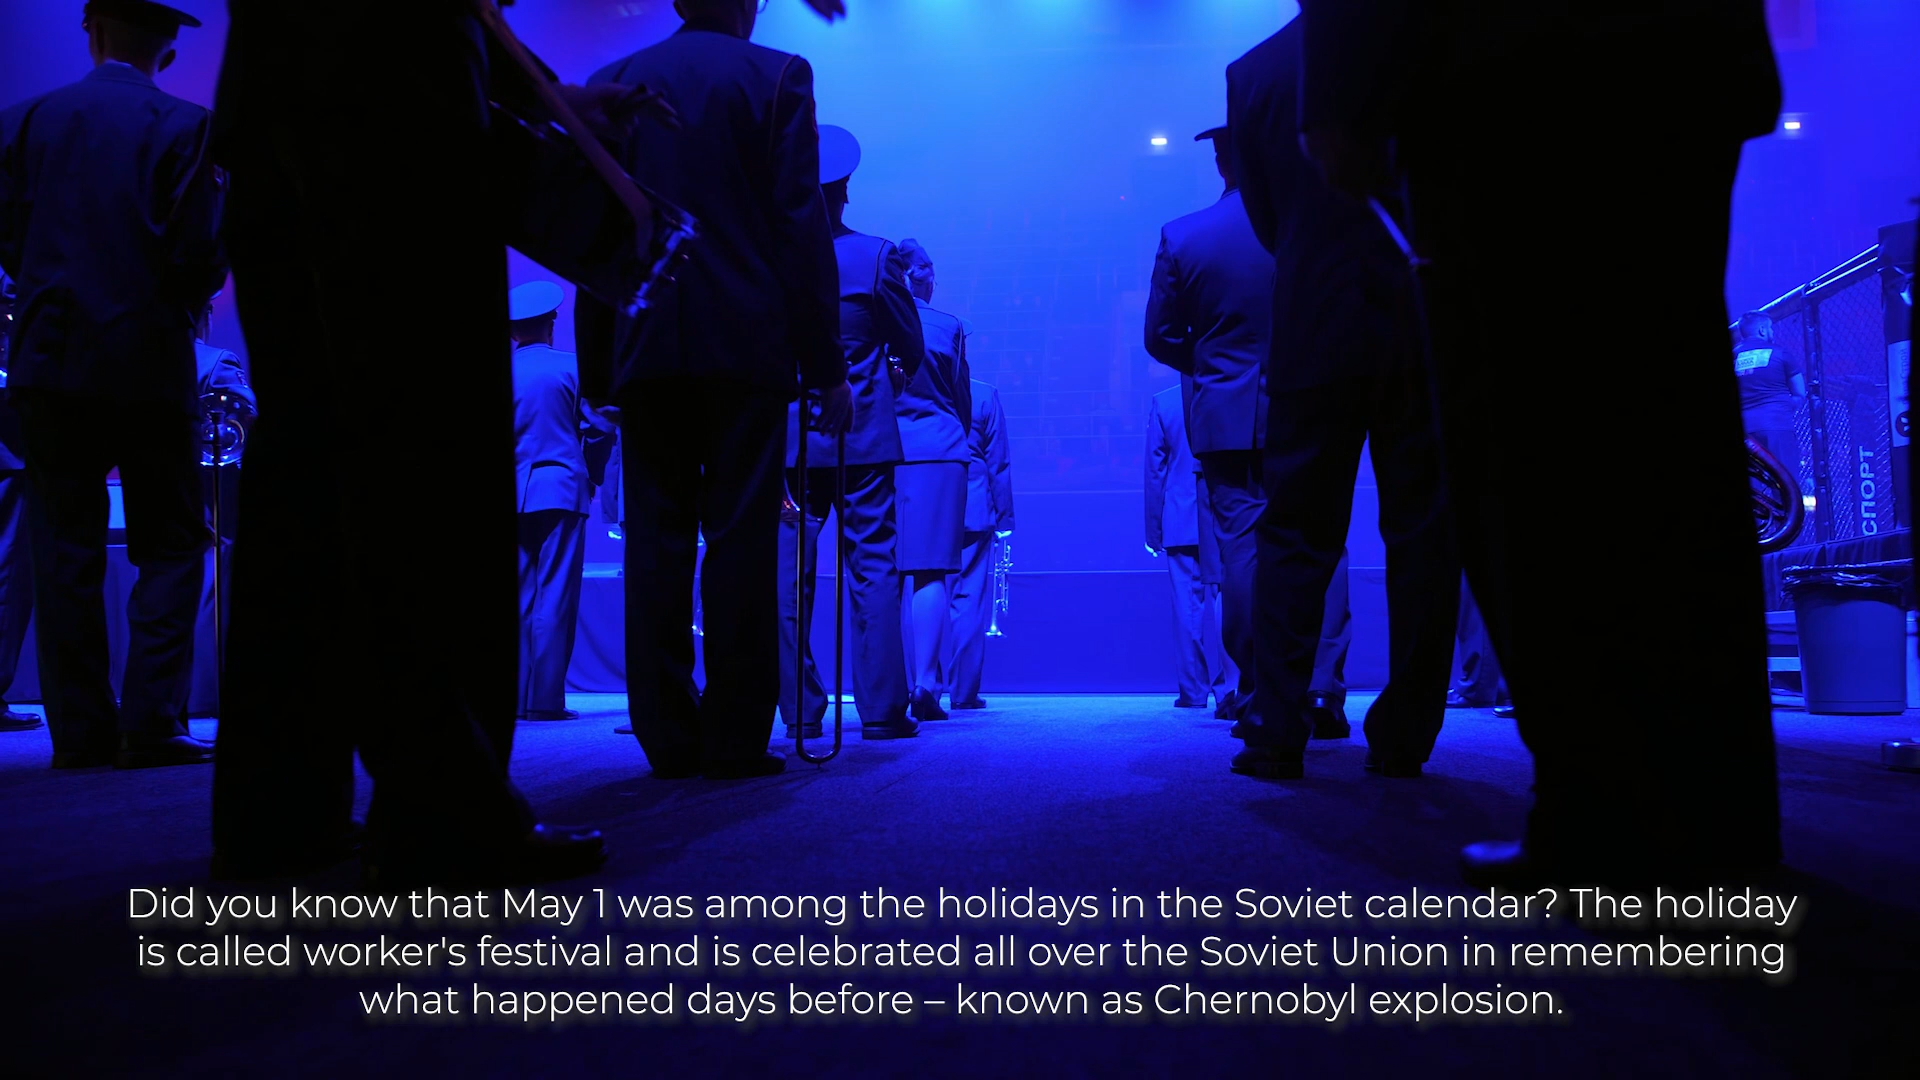 СПОРТ
Did you know that May 1 was among the holidays in the Soviet calendar? The holiday
is called worker's festival and is celebrated all over the Soviet Union in remembering
what happened days before – known as Chernobyl explosion.